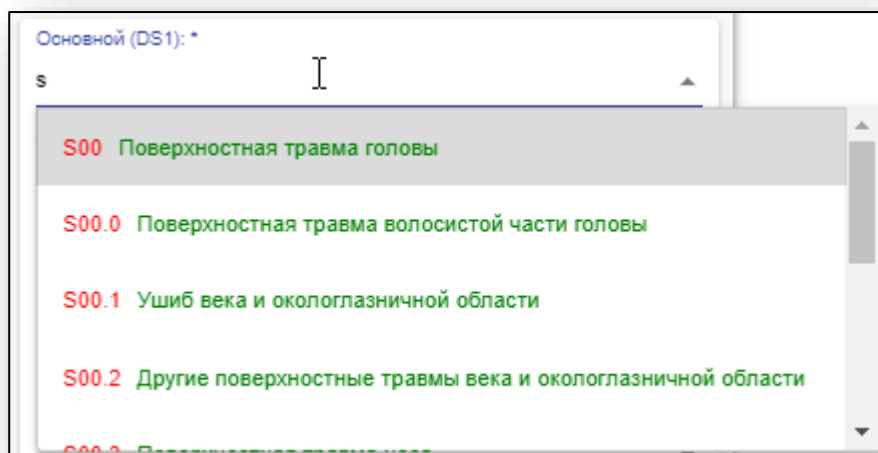 Основной (DS1): *
s
S00 Поверхностная травма головы
S00.0 Поверхностная травма волосистой части головы
S00.1 Ушиб века и окологлазничной области
S00.2 Другие поверхностные травмы века и окологлазничной области